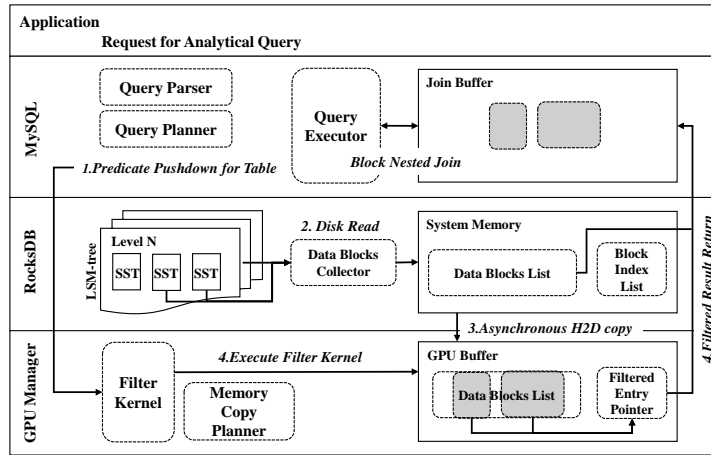 Application
Request for Analytical Query
MySQL
Query Parser
Query Planner
Query
Executor
Join Buffer
Block Nested Join
1.Predicate Pushdown for Table
RocksDB
LSM-tree
Level N
SST
SST
SST
2. Disk Read
Data Blocks
Collector
System Memory
Data Blocks List
Block
Index
List
3.Asynchronous H2D copy
4.Filtered Result Return
GPU Manager
Filter
Kernel
4.Execute Filter Kernel
Memory
Copy
Planner
GPU Buffer
Data Blocks List
Filtered
Entry
Pointer